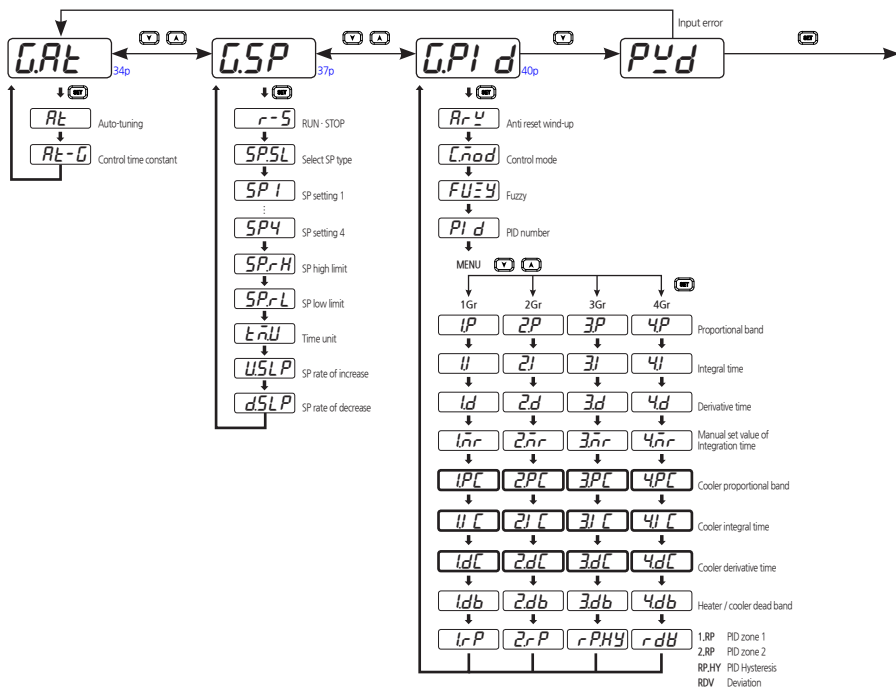 Input error
G.At
G.SP
G.PId
PWd
34p
37p
40p
SET
SET
SET
SET
At
Auto-tuning
At-G
Control time constant
r-S
RUN · STOP
SP.SL
Select SP type
SP1
SP setting 1
SP4
SP setting 4
SP.rH
SP high limit
SP.rL
SP low limit
tM.U
Time unit
U.SLP
SP rate of increase
d.SLP
SP rate of decrease
ArW
Anti reset wind-up
C.Mod
Control mode
FUZY
Fuzzy
PId
PID number
MENU
SET
1Gr 2Gr 3Gr 4Gr
1.P 2.P 3.P 4.P Proportional band
1.I 2.I 3.I 4.I Integral time
1.d 2.d 3.d 4.d Derivative time
1.Mr 2.Mr 3.Mr 4.Mr Manual set value of
Integration time
1.PC 2.PC 3.PC 4.PC Cooler proportional band
1.IC 2.IC 3.IC 4.IC Cooler integral time
1.dC 2.dC 3.dC 4.dC Cooler derivative time
1.db 2.db 3.db 4.db Heater / cooler dead band
1.rP 2.rP rP.HY rdV
1,RP PID zone 1
2,RP PID zone 2
RP,HY PID Hysteresis
RDV Deviation